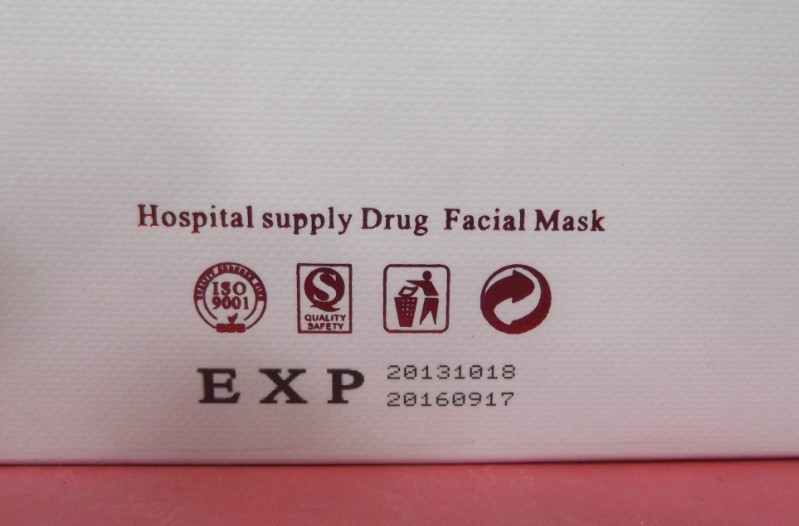 Hospital supply Drug Facial Mask
ISO
9001
S
QUALITY
SAFETY
EXP
20131018
20160917